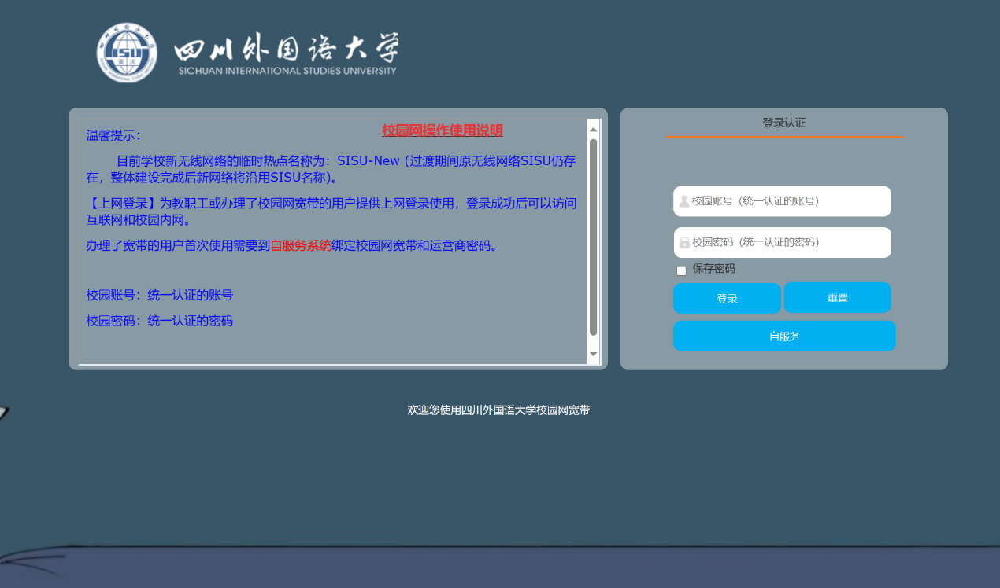 四川外国语大学
SICHUAN INTERNATIONAL STUDIES UNIVERSITY
SISU
重庆
校园网操作使用说明
温馨提示：
目前学校新无线网络的临时热点名称为：SISU-New (过渡期间原无线网络SISU仍存
在，整体建设完成后新网络将沿用SISU名称)。
【上网登录】为教职工或办理了校园网宽带的用户提供上网登录使用，登录成功后可以访问
互联网和校园内网。
办理了宽带的用户首次使用需要到自服务系统绑定校园网宽带和运营商密码。
校园账号：统一认证的账号
校园密码：统一认证的密码
登录认证
校园账号（统一认证的账号）
校园密码（统一认证的密码）
保存密码
登录
重置
自服务
欢迎您使用四川外国语大学校园网宽带